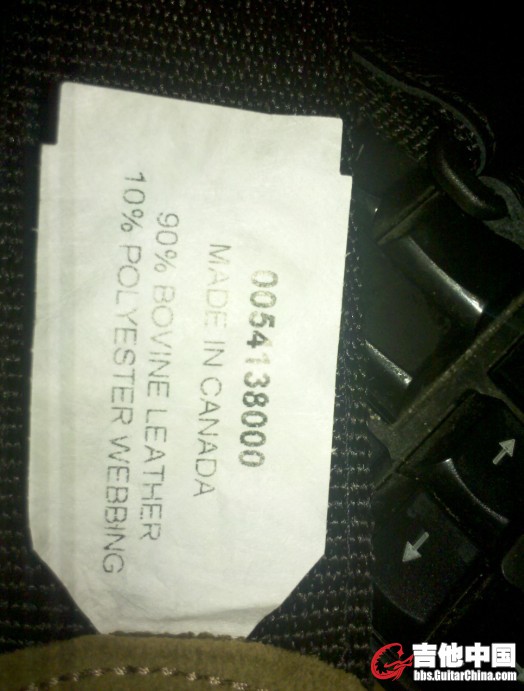 0054138000
MADE IN CANADA
90% BOVINE LEATHER
10% POLYESTER WEBBING
吉他中国
bbs.GuitarChina.com